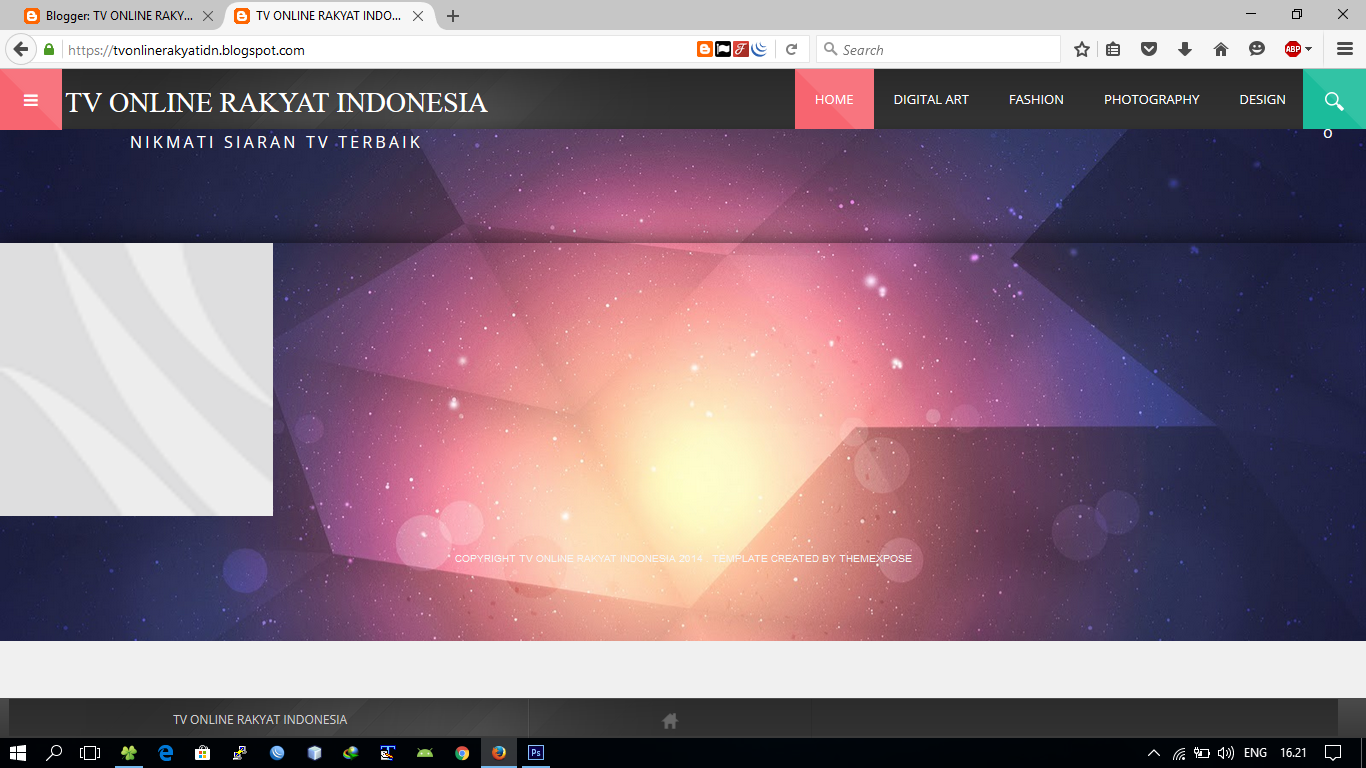 Blogger: TV ONLINE RAKY...
TV ONLINE RAKYAT INDO...
https://tvonlinerakyatidn.blogspot.com
Search
ABP
TV ONLINE RAKYAT INDONESIA
HOME
DIGITAL ART
FASHION
PHOTOGRAPHY
DESIGN
NIKMATI SIARAN TV TERBAIK
O
COPYRIGHT TV ONLINE RAKYAT INDONESIA 2014 . TEMPLATE CREATED BY THEMEXPOSE
TV ONLINE RAKYAT INDONESIA
Ps
ENG
16.21